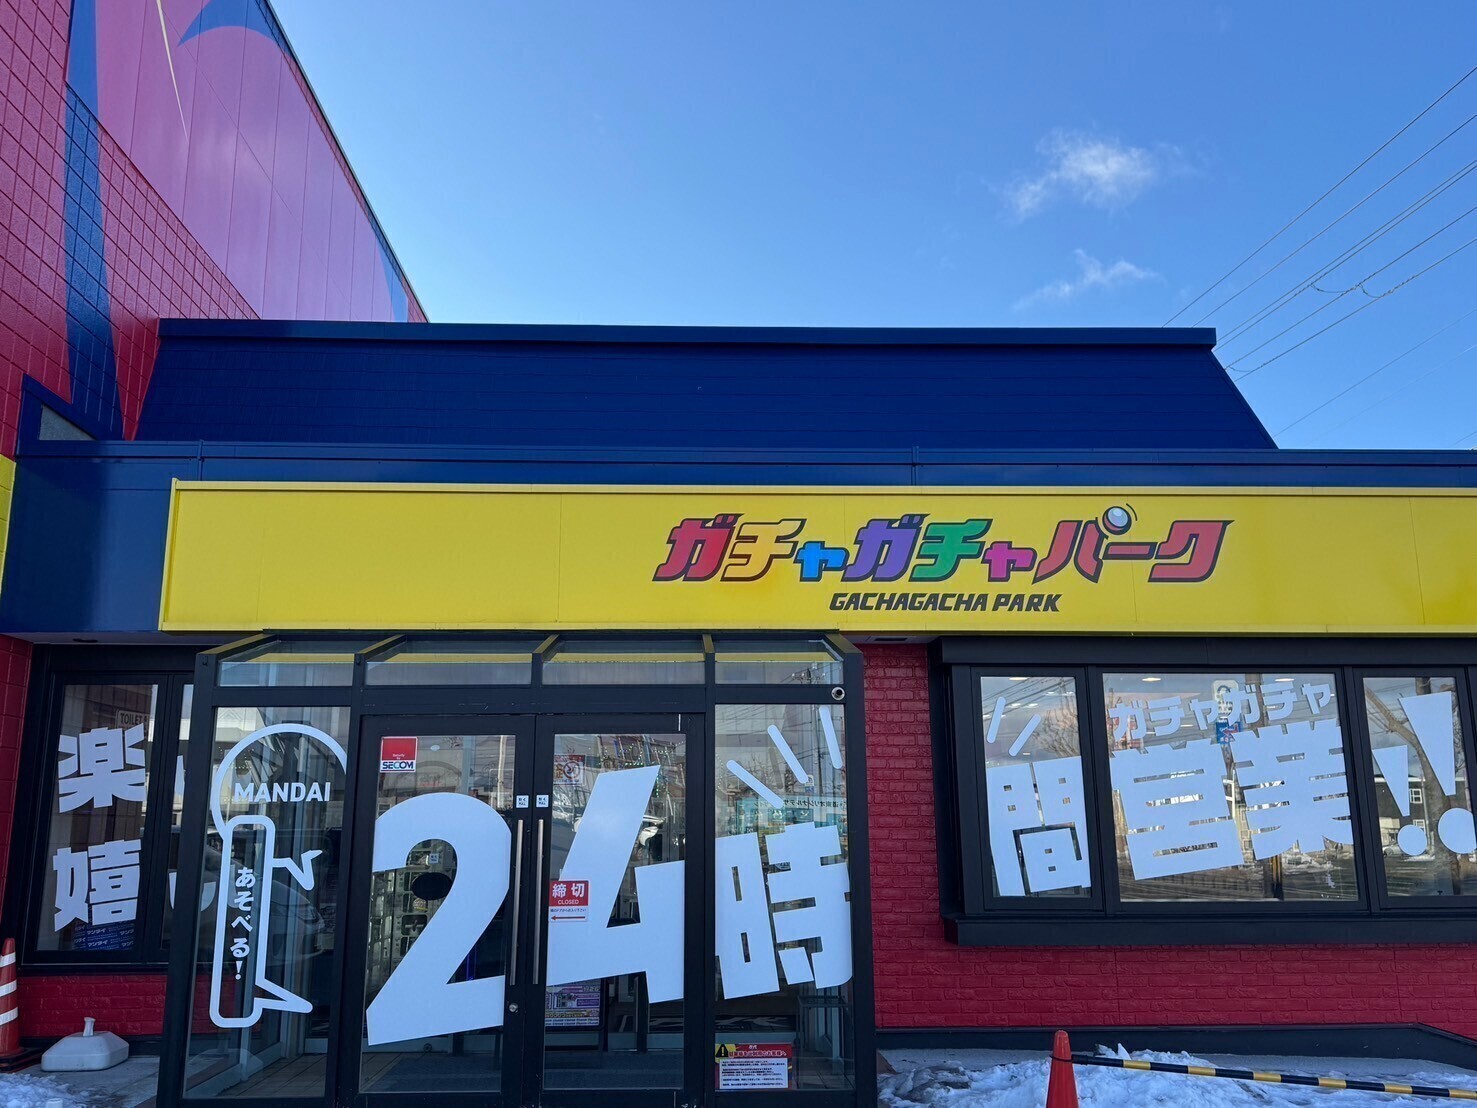 ガチャガチャパーク
GACHAGACHA PARK
楽
嬉
MANDAI
あそべる!
SECOM
締切
CLOSED
24時
ガチャガチャ
間営業!!